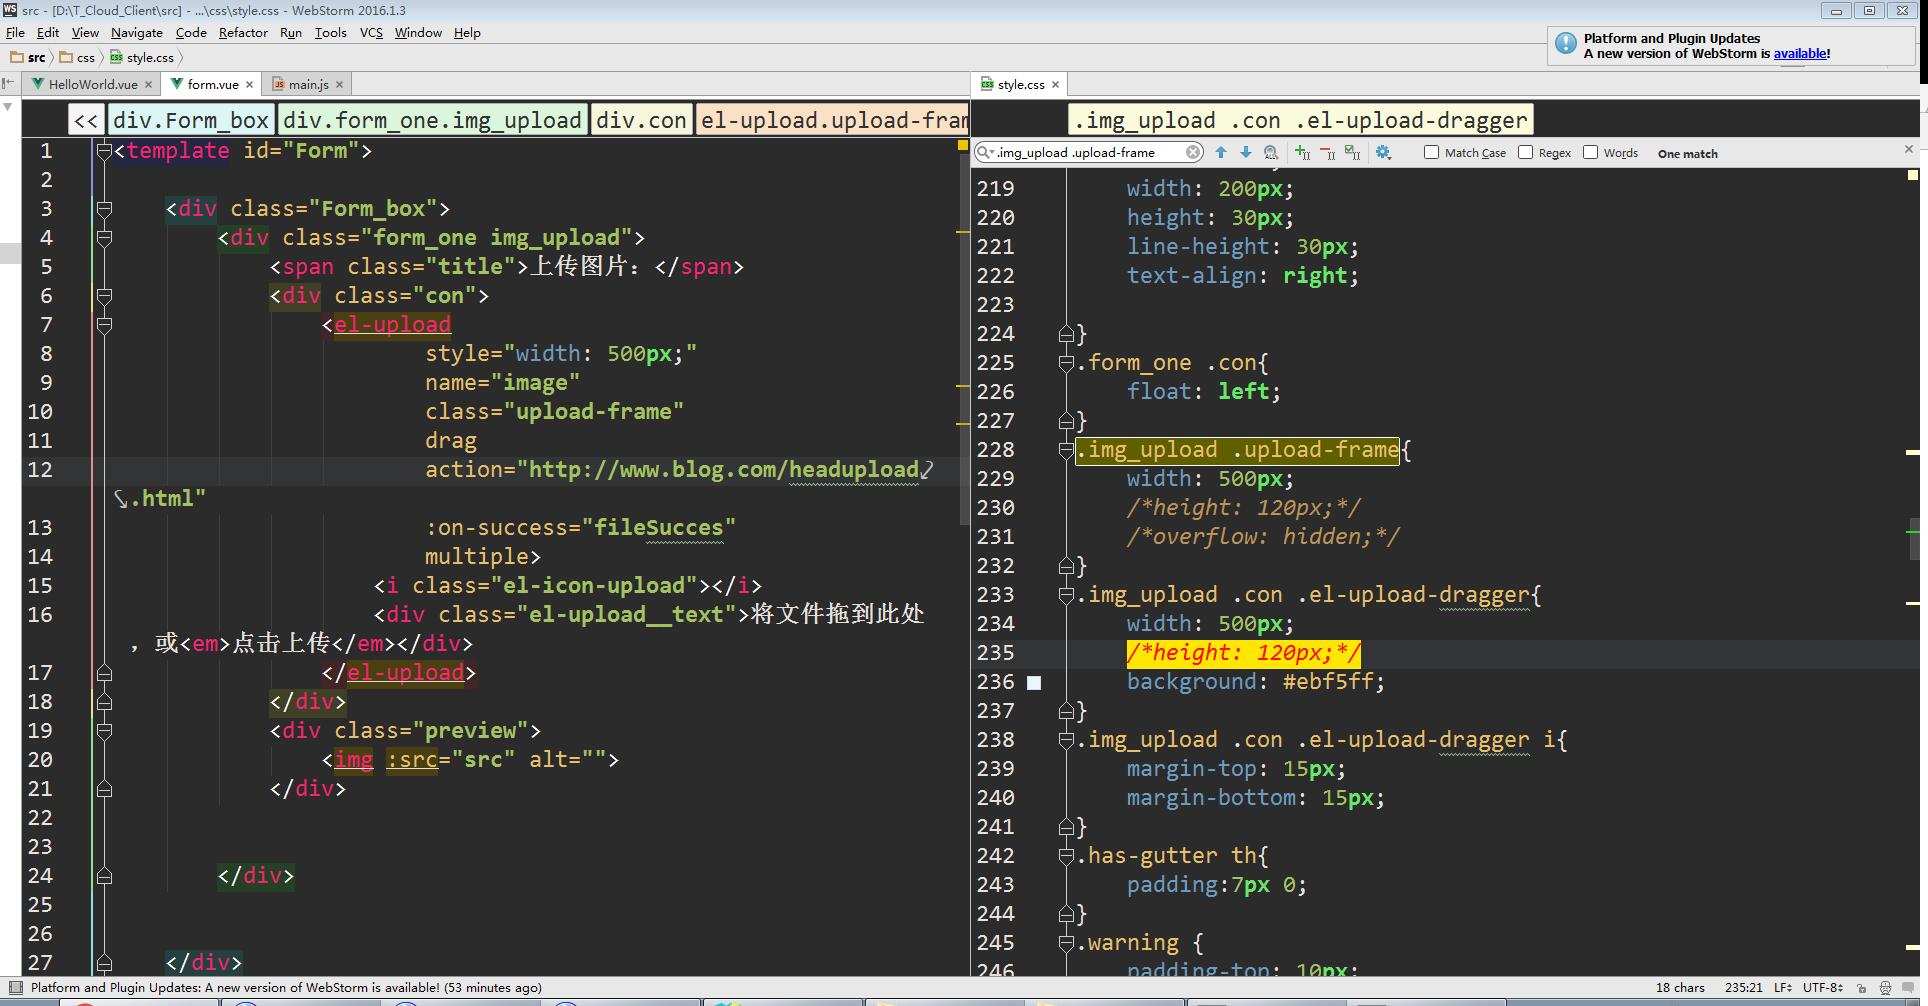 src - [D:\T_Cloud_Client\src] - ...\css\style.css - WebStorm 2016.1.3
File Edit View Navigate Code Refactor Run Tools VCS Window Help
Platform and Plugin Updates
A new version of WebStorm is available!
src css style.css
HelloWorld.vue form.vue main.js
<< div.Form_box div.form_one.img_upload div.con el-upload.upload-fram
1 <template id="Form">
2
3 <div class="Form_box">
4 <div class="form_one img_upload">
5 <span class="title">上传图片：</span>
6 <div class="con">
7 <el-upload
8 style="width: 500px;"
9 name="image"
10 class="upload-frame"
11 drag
12 action="http://www.blog.com/headupload
.html"
13 :on-success="fileSucces"
14 multiple>
15 <i class="el-icon-upload"></i>
16 <div class="el-upload__text">将文件拖到此处
，或<em>点击上传</em></div>
17 </el-upload>
18 </div>
19 <div class="preview">
20 <img :src="src" alt="">
21 </div>
22
23
24 </div>
25
26
27 </div>
style.css
.img_upload .con .el-upload-dragger
.img_upload .upload-frame Match Case Regex Words One match
219 width: 200px;
220 height: 30px;
221 line-height: 30px;
222 text-align: right;
223
224 }
225 .form_one .con{
226 float: left;
227 }
228 .img_upload .upload-frame{
229 width: 500px;
230 /*height: 120px;*/
231 /*overflow: hidden;*/
232 }
233 .img_upload .con .el-upload-dragger{
234 width: 500px;
235 /*height: 120px;*/
236 background: #ebf5ff;
237 }
238 .img_upload .con .el-upload-dragger i{
239 margin-top: 15px;
240 margin-bottom: 15px;
241 }
242 .has-gutter th{
243 padding:7px 0;
244 }
245 .warning {
246 padding-top: 10px;
Platform and Plugin Updates: A new version of WebStorm is available! (53 minutes ago)
18 chars 235:21 LF UTF-8